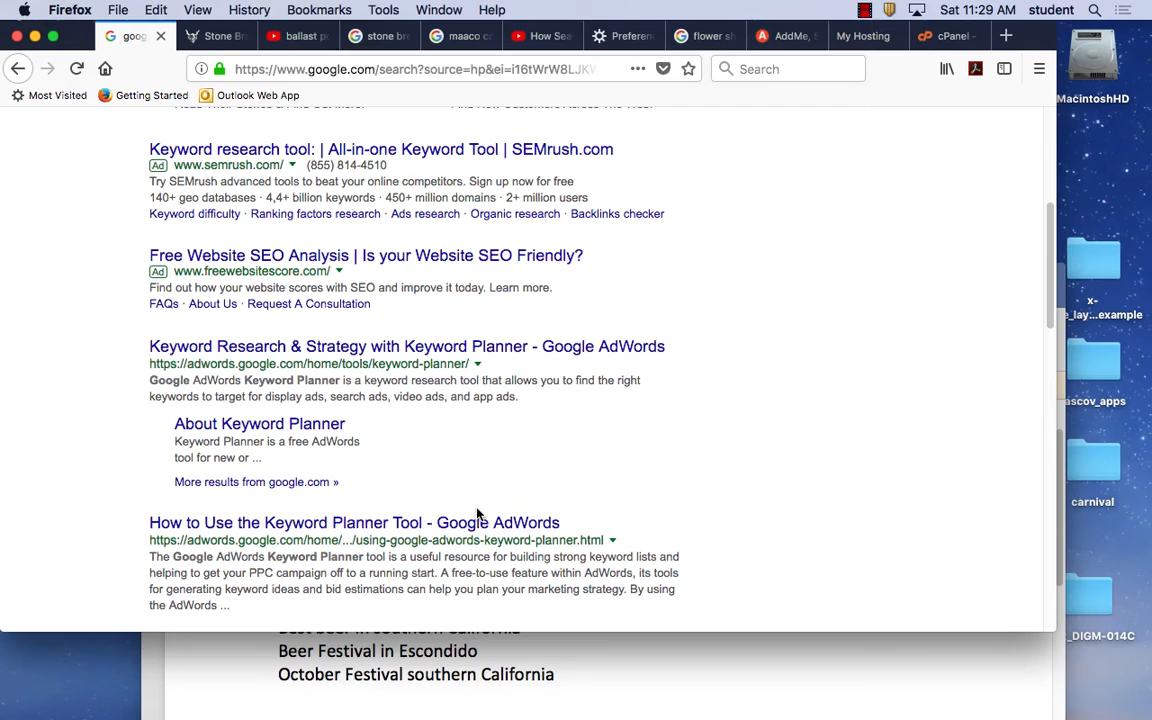 Firefox File Edit View History Bookmarks Tools Window Help Sat 11:29 AM student
goog Stone Br ballast po stone bre maaco ca How Sea Preferen flower sh AddMe, S My Hosting cPanel -
https://www.google.com/search?source=hp&ei=i16tWrW8LJK Search
Most Visited Getting Started Outlook Web App
MacintoshHD
Keyword research tool: | All-in-one Keyword Tool | SEMrush.com
Ad www.semrush.com/ (855) 814-4510
Try SEMrush advanced tools to beat your online competitors. Sign up now for free
140+ geo databases · 4,4+ billion keywords · 450+ million domains · 2+ million users
Keyword difficulty · Ranking factors research · Ads research · Organic research · Backlinks checker
Free Website SEO Analysis | Is your Website SEO Friendly?
Ad www.freewebsitescore.com/
Find out how your website scores with SEO and improve it today. Learn more.
FAQs · About Us · Request A Consultation
x-
e_lay...example
Keyword Research & Strategy with Keyword Planner - Google AdWords
https://adwords.google.com/home/tools/keyword-planner/
Google AdWords Keyword Planner is a keyword research tool that allows you to find the right
keywords to target for display ads, search ads, video ads, and app ads.
ascov_apps
About Keyword Planner
Keyword Planner is a free AdWords
tool for new or ...
More results from google.com »
carnival
How to Use the Keyword Planner Tool - Google AdWords
https://adwords.google.com/home/.../using-google-adwords-keyword-planner.html
The Google AdWords Keyword Planner tool is a useful resource for building strong keyword lists and
helping to get your PPC campaign off to a running start. A free-to-use feature within AdWords, its tools
for generating keyword ideas and bid estimations can help you plan your marketing strategy. By using
the AdWords ...
_DIGM-014C
Best beer in southern California
Beer Festival in Escondido
October Festival southern California